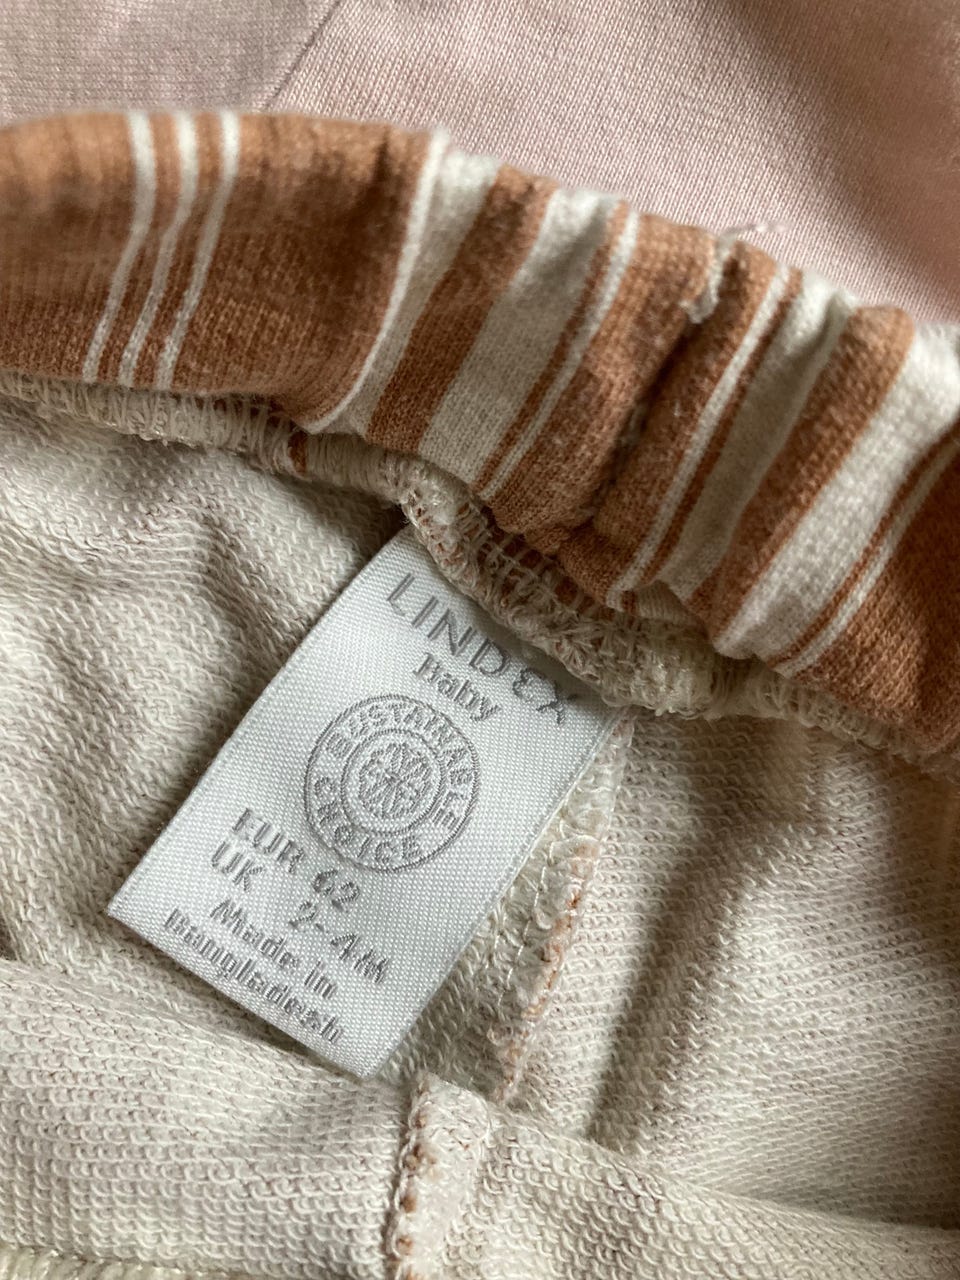 LINDEX
Baby
SUSTAINABLE
CHOICE
EUR 62
UK 2-4M
Made in
Bangladesh